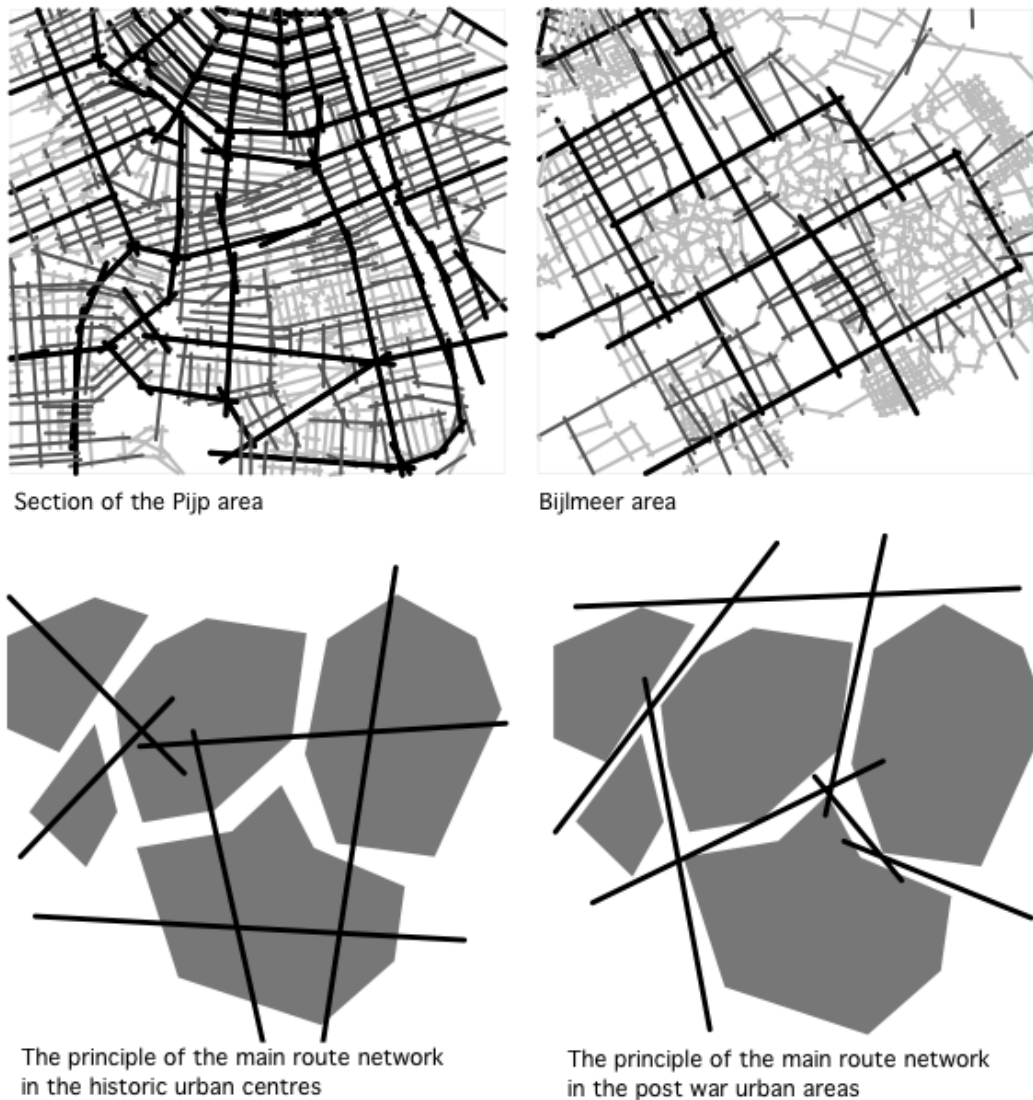 Section of the Pijp area
Bijlmeer area
The principle of the main route network
in the historic urban centres
The principle of the main route network
in the post war urban areas